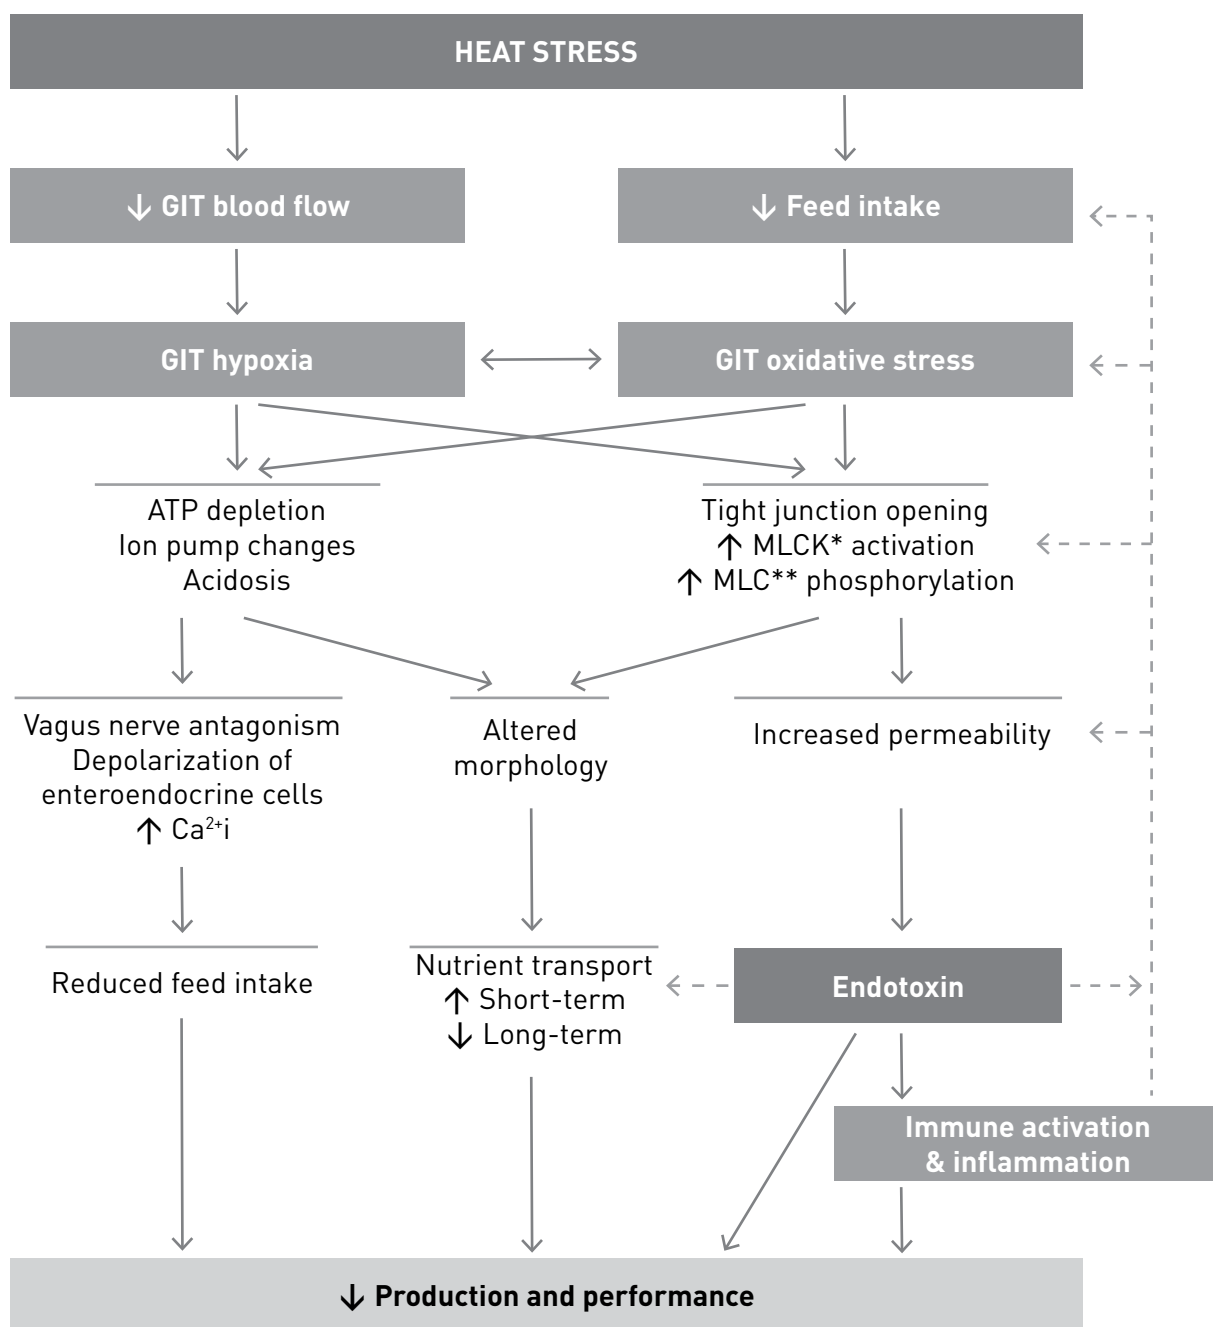 HEAT STRESS
↓ GIT blood flow
↓ Feed intake
GIT hypoxia
GIT oxidative stress
ATP depletion
Ion pump changes
Acidosis
Tight junction opening
↑ MLCK* activation
↑ MLC** phosphorylation
Vagus nerve antagonism
Depolarization of
enteroendocrine cells
↑ Ca²⁺i
Altered
morphology
Increased permeability
Reduced feed intake
Nutrient transport
↑ Short-term
↓ Long-term
Endotoxin
Immune activation
& inflammation
↓ Production and performance